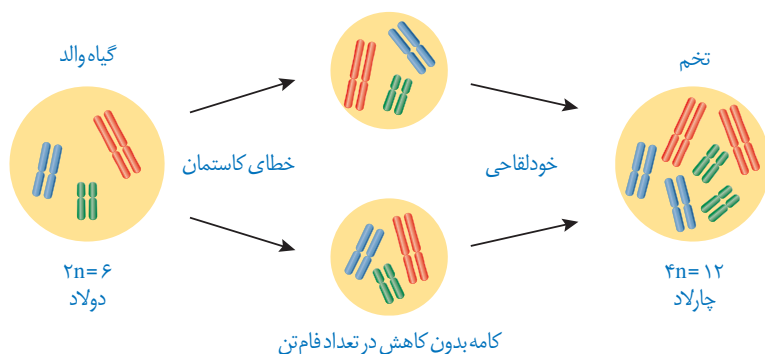 گیاه والد
تخم
خطای کاستمان
خودلقاحی
۲n= ۶
دولاد
۴n= ۱۲
چارلاد
کامه بدون کاهش در تعداد فام‌تن